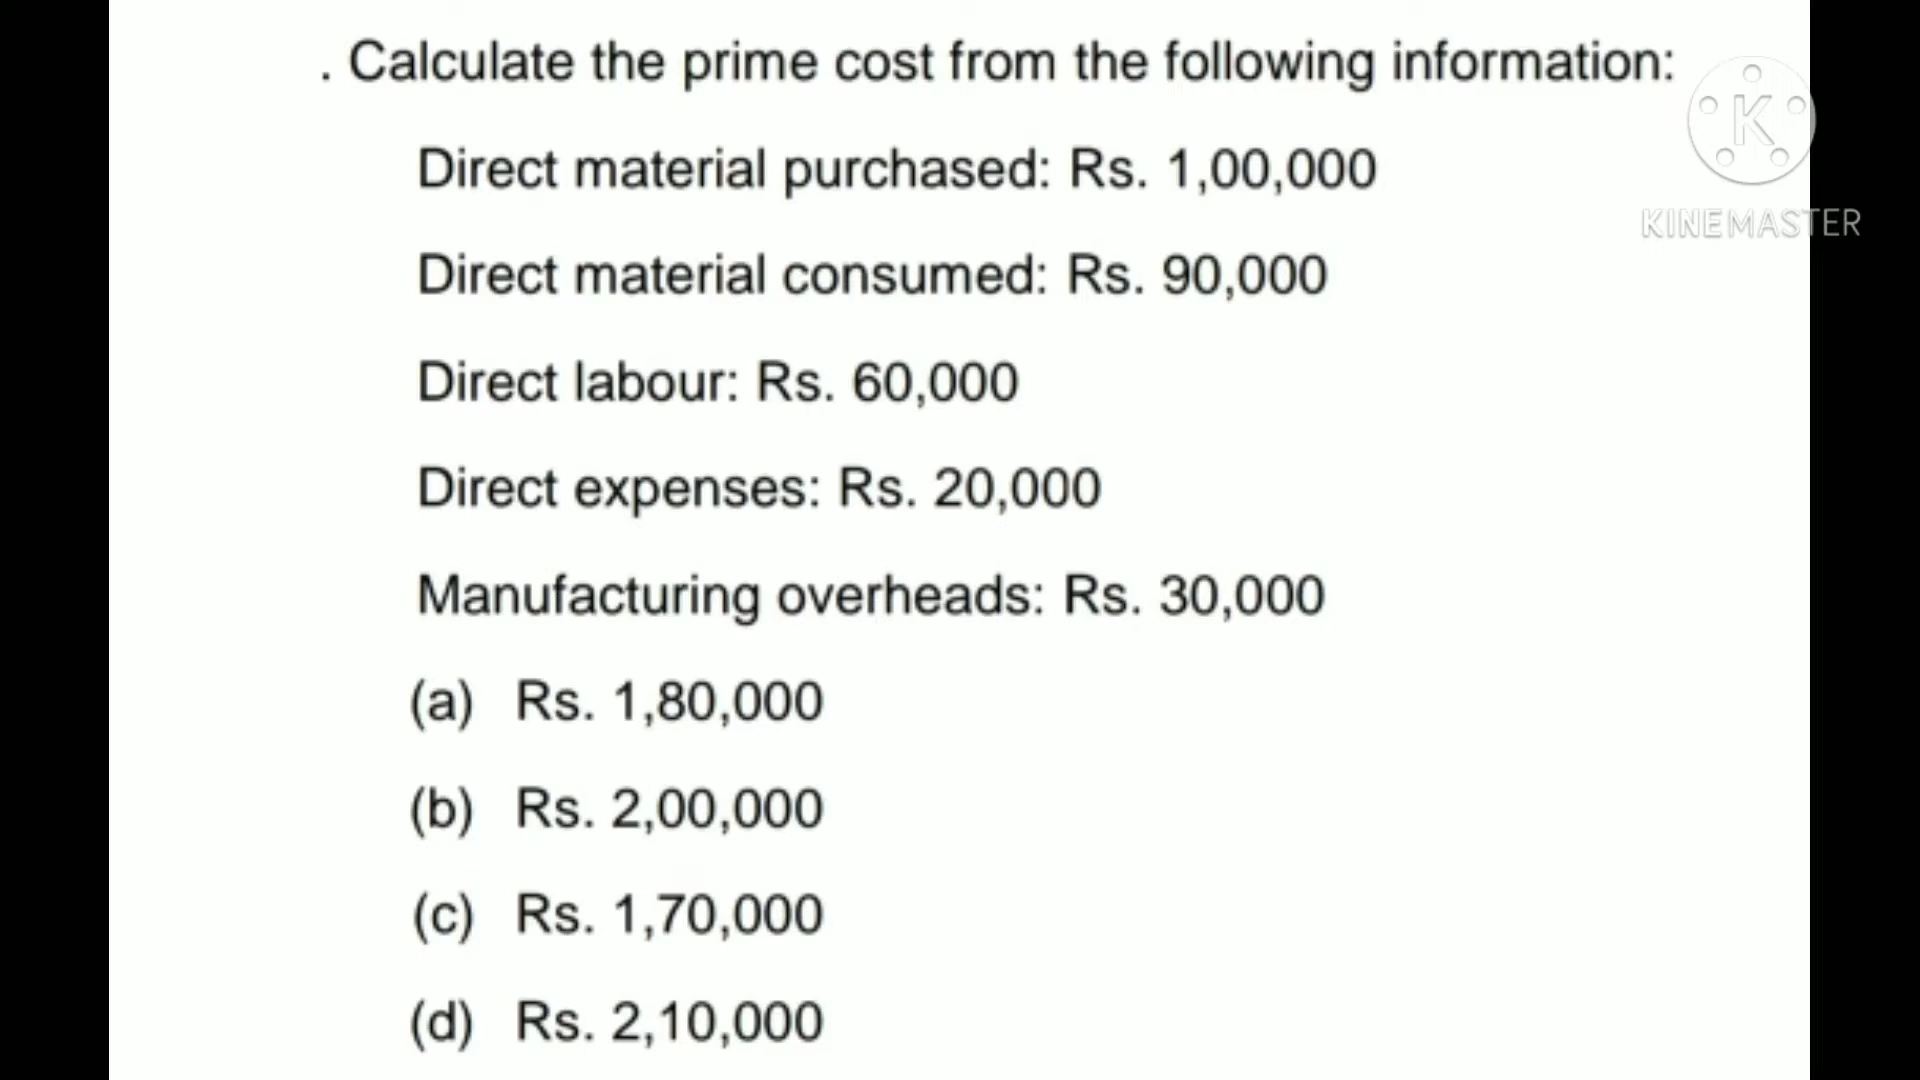 . Calculate the prime cost from the following information:
Direct material purchased: Rs. 1,00,000
K
KINEMASTER
Direct material consumed: Rs. 90,000
Direct labour: Rs. 60,000
Direct expenses: Rs. 20,000
Manufacturing overheads: Rs. 30,000
(a) Rs. 1,80,000
(b) Rs. 2,00,000
(c) Rs. 1,70,000
(d) Rs. 2,10,000